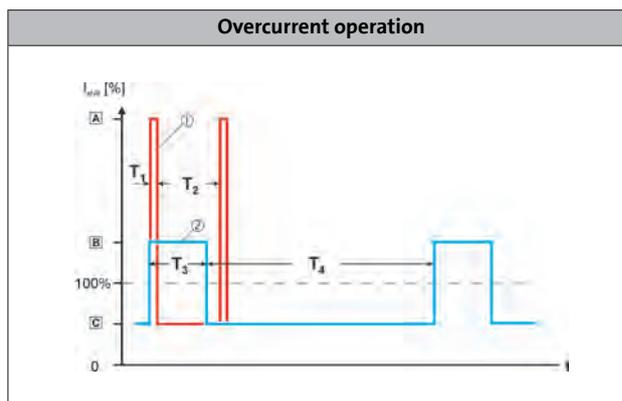 Overcurrent operation
[%]
A
①
T₁
T₂
②
B
T₃
T₄
100%
C
0